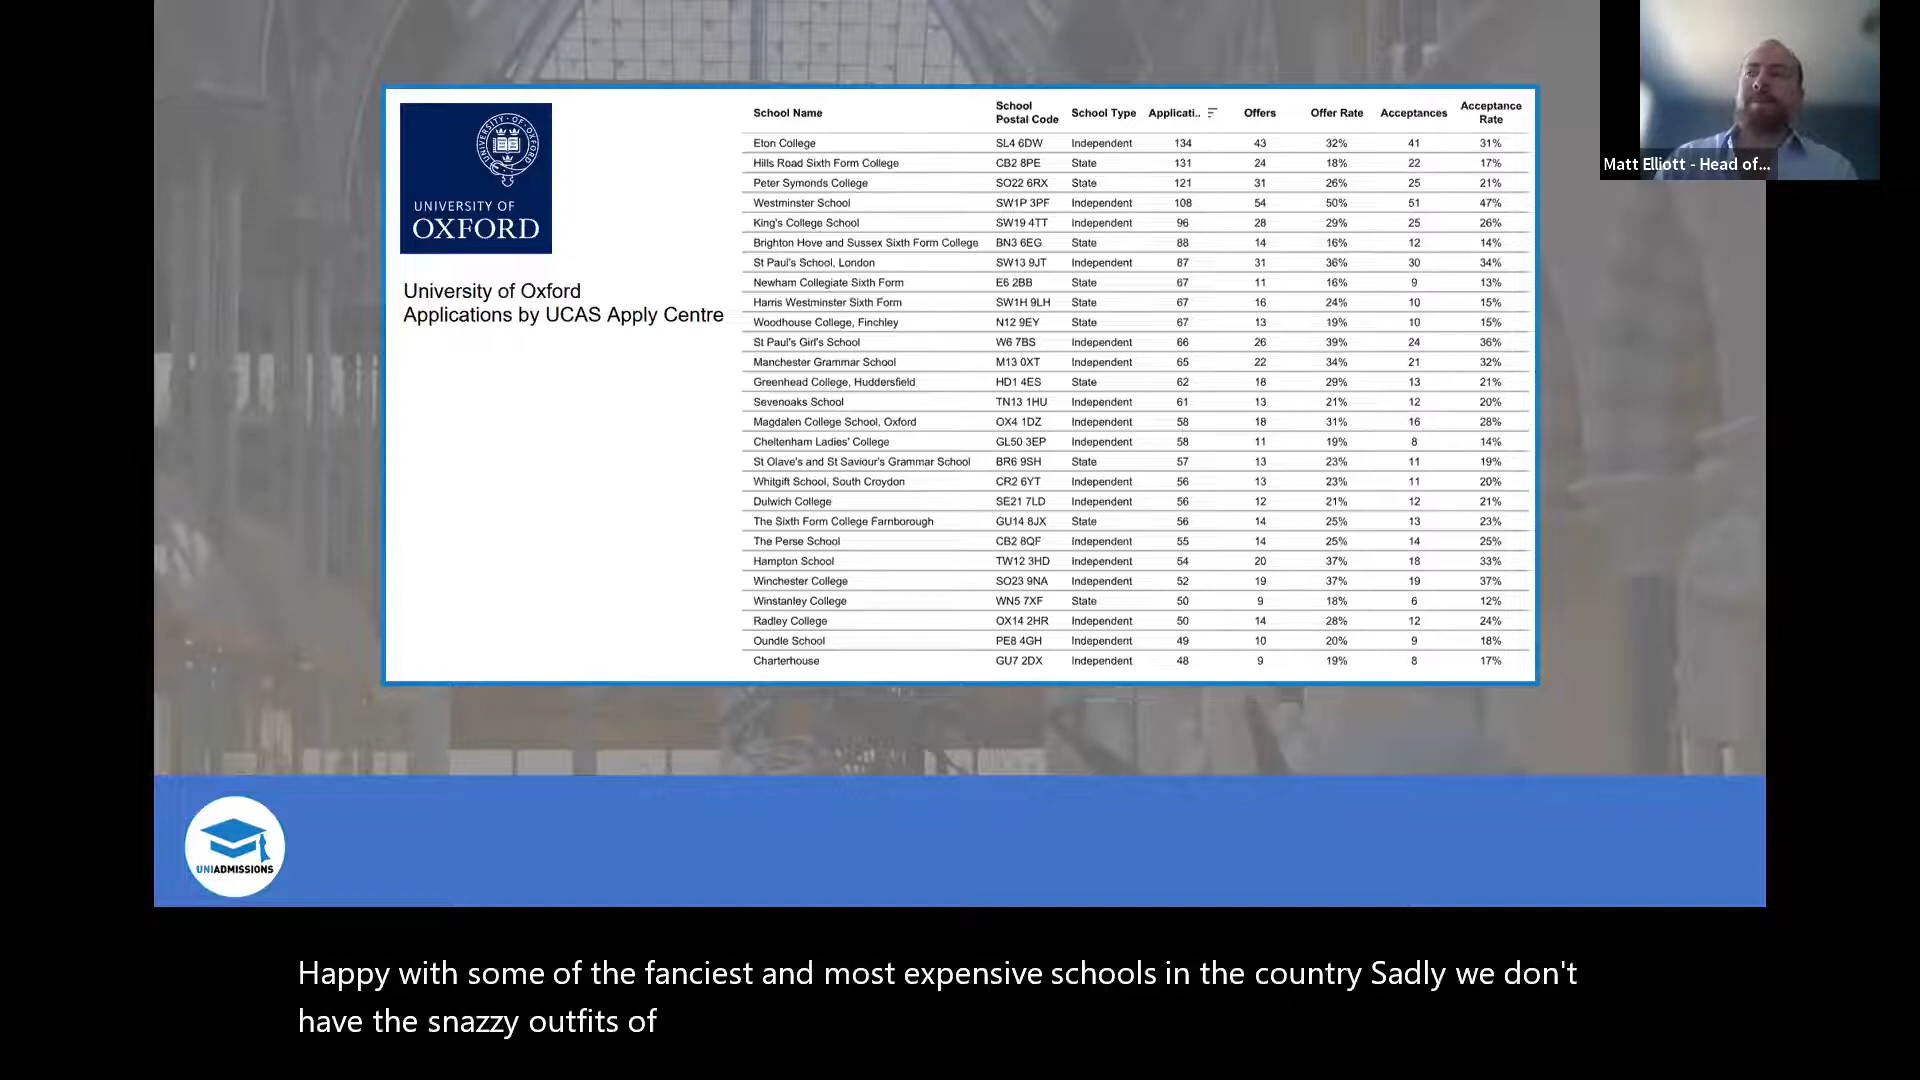 UNIVERSITY OF OXFORD
UNIVERSITY OF
OXFORD
University of Oxford
Applications by UCAS Apply Centre
School Name School Postal Code School Type Applicati.. Offers Offer Rate Acceptances Acceptance Rate
Eton College SL4 6DW Independent 134 43 32% 41 31%
Hills Road Sixth Form College CB2 8PE State 131 24 18% 22 17%
Peter Symonds College SO22 6RX State 121 31 26% 25 21%
Westminster School SW1P 3PF Independent 108 54 50% 51 47%
King's College School SW19 4TT Independent 96 28 29% 25 26%
Brighton Hove and Sussex Sixth Form College BN3 6EG State 88 14 16% 12 14%
St Paul's School, London SW13 9JT Independent 87 31 36% 30 34%
Newham Collegiate Sixth Form E6 2BB State 67 11 16% 9 13%
Harris Westminster Sixth Form SW1H 9LH State 67 16 24% 10 15%
Woodhouse College, Finchley N12 9EY State 67 13 19% 10 15%
St Paul's Girl's School W6 7BS Independent 66 26 39% 24 36%
Manchester Grammar School M13 0XT Independent 65 22 34% 21 32%
Greenhead College, Huddersfield HD1 4ES State 62 18 29% 13 21%
Sevenoaks School TN13 1HU Independent 61 13 21% 12 20%
Magdalen College School, Oxford OX4 1DZ Independent 58 18 31% 16 28%
Cheltenham Ladies' College GL50 3EP Independent 58 11 19% 8 14%
St Olave's and St Saviour's Grammar School BR6 9SH State 57 13 23% 11 19%
Whitgift School, South Croydon CR2 6YT Independent 56 13 23% 11 20%
Dulwich College SE21 7LD Independent 56 12 21% 12 21%
The Sixth Form College Farnborough GU14 8JX State 56 14 25% 13 23%
The Perse School CB2 8QF Independent 55 14 25% 14 25%
Hampton School TW12 3HD Independent 54 20 37% 18 33%
Winchester College SO23 9NA Independent 52 19 37% 19 37%
Winstanley College WN5 7XF State 50 9 18% 6 12%
Radley College OX14 2HR Independent 50 14 28% 12 24%
Oundle School PE8 4GH Independent 49 10 20% 9 18%
Charterhouse GU7 2DX Independent 48 9 19% 8 17%
Matt Elliott - Head of...
UNIADMISSIONS
Happy with some of the fanciest and most expensive schools in the country Sadly we don't
have the snazzy outfits of